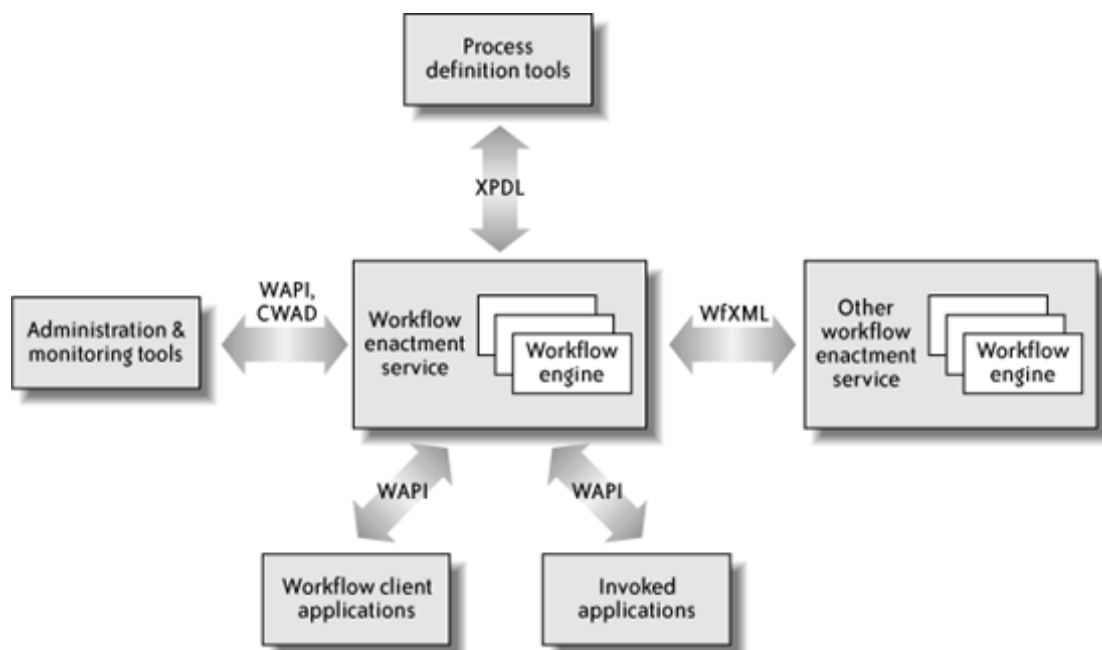 Process
definition tools
XPDL
WAPI,
CWAD
Administration &
monitoring tools
Workflow
enactment
service
Workflow
engine
WfXML
Other
workflow
enactment
service
Workflow
engine
WAPI
WAPI
Workflow client
applications
Invoked
applications